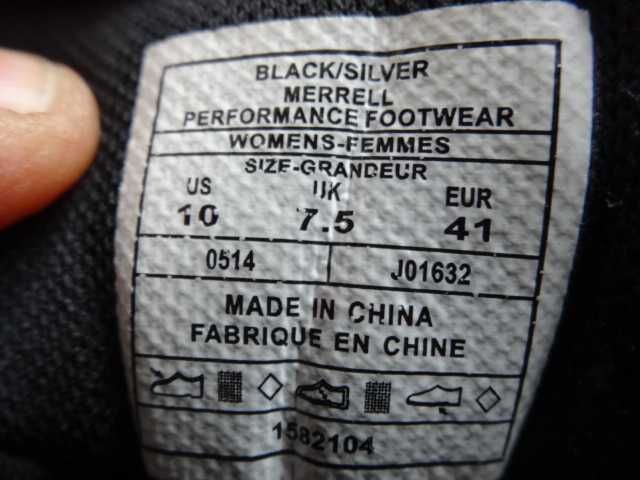 BLACK/SILVER
MERRELL
PERFORMANCE FOOTWEAR
WOMENS-FEMMES
SIZE-GRANDEUR
US UK EUR
10 7.5 41
0514 J01632
MADE IN CHINA
FABRIQUE EN CHINE
1582104